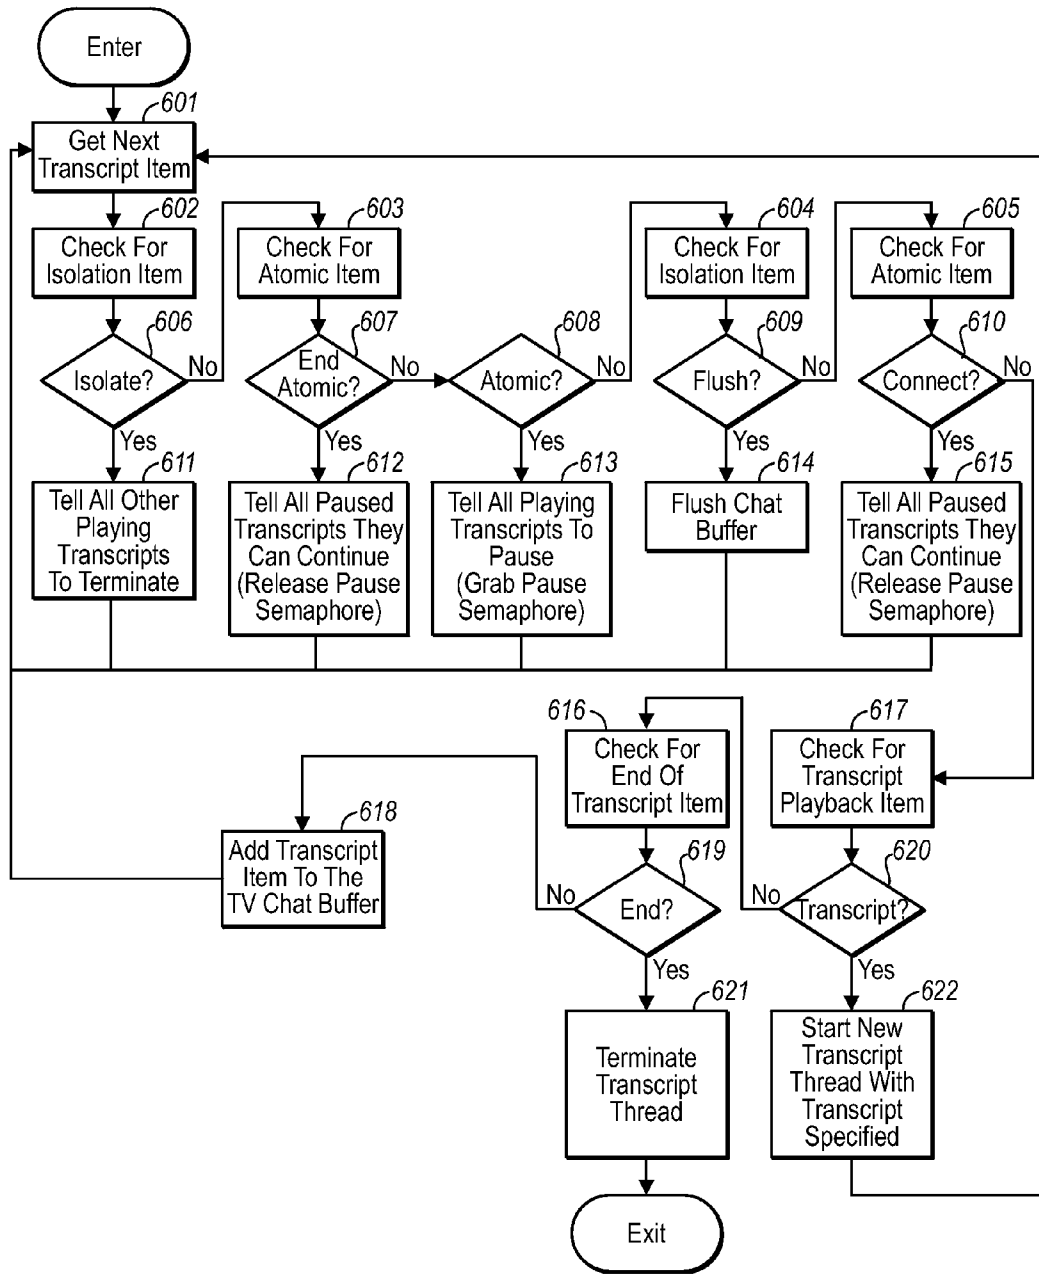 Enter
601
Get Next
Transcript Item
602
Check For
Isolation Item
603
Check For
Atomic Item
604
Check For
Isolation Item
605
Check For
Atomic Item
606
Isolate?
No
Yes
607
End
Atomic?
No
Yes
608
Atomic?
No
Yes
609
Flush?
No
Yes
610
Connect?
No
Yes
611
Tell All Other
Playing
Transcripts
To Terminate
612
Tell All Paused
Transcripts They
Can Continue
(Release Pause
Semaphore)
613
Tell All Playing
Transcripts To
Pause
(Grab Pause
Semaphore)
614
Flush Chat
Buffer
615
Tell All Paused
Transcripts They
Can Continue
(Release Pause
Semaphore)
616
Check For
End Of
Transcript Item
617
Check For
Transcript
Playback Item
618
Add Transcript
Item To The
TV Chat Buffer
619
End?
No
Yes
620
Transcript?
No
Yes
621
Terminate
Transcript
Thread
622
Start New
Transcript
Thread With
Transcript
Specified
Exit